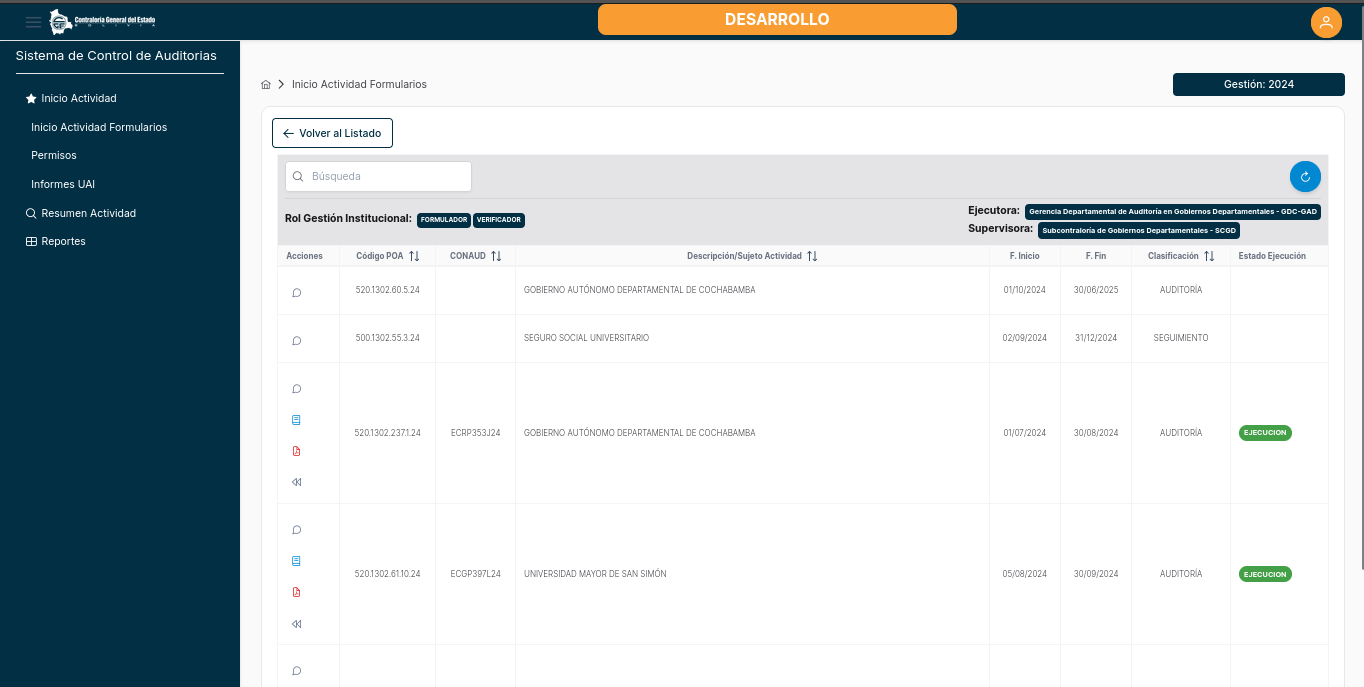 Contraloría General del Estado
B O L I V I A
DESARROLLO
Sistema de Control de Auditorias
Inicio Actividad
Inicio Actividad Formularios
Permisos
Informes UAI
Resumen Actividad
Reportes
Inicio Actividad Formularios
Gestión: 2024
Volver al Listado
Búsqueda
Rol Gestión Institucional: FORMULADOR VERIFICADOR
Ejecutora: Gerencia Departamental de Auditoría en Gobiernos Departamentales - GDC-GAD
Supervisora: Subcontraloría de Gobiernos Departamentales - SCGD
Acciones Código POA CONAUD Descripción/Sujeto Actividad F. Inicio F. Fin Clasificación Estado Ejecución
520.1302.60.5.24 GOBIERNO AUTÓNOMO DEPARTAMENTAL DE COCHABAMBA 01/10/2024 30/06/2025 AUDITORÍA
500.1302.55.3.24 SEGURO SOCIAL UNIVERSITARIO 02/09/2024 31/12/2024 SEGUIMIENTO
520.1302.237.1.24 ECRP353J24 GOBIERNO AUTÓNOMO DEPARTAMENTAL DE COCHABAMBA 01/07/2024 30/08/2024 AUDITORÍA EJECUCION
520.1302.61.10.24 ECGP397L24 UNIVERSIDAD MAYOR DE SAN SIMÓN 05/08/2024 30/09/2024 AUDITORÍA EJECUCION